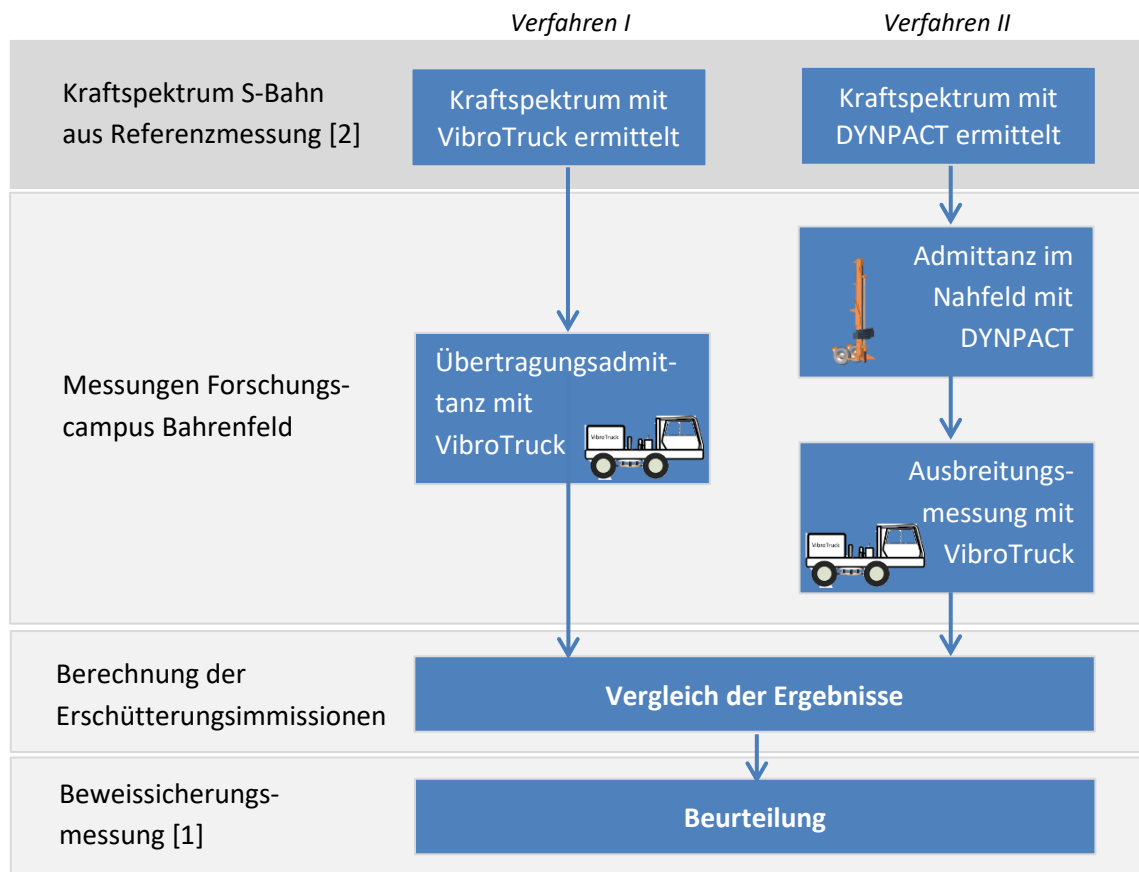 Verfahren I
Verfahren II
Kraftspektrum S-Bahn
aus Referenzmessung [2]
Kraftspektrum mit
VibroTruck ermittelt
Kraftspektrum mit
DYNPACT ermittelt
Messungen Forschungs-
campus Bahrenfeld
Übertragungsadmit-
tanz mit
VibroTruck
VibroTruck
Admittanz im
Nahfeld mit
DYNPACT
Ausbreitungs-
messung mit
VibroTruck
VibroTruck
Berechnung der
Erschütterungsimmissionen
Vergleich der Ergebnisse
Beweissicherungs-
messung [1]
Beurteilung